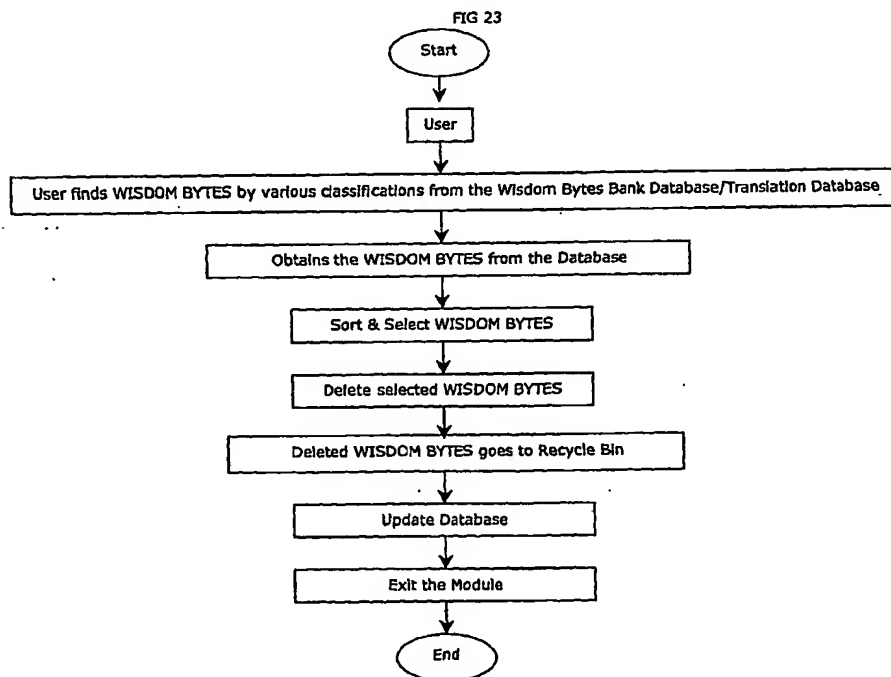 FIG 23
Start
User
User finds WISDOM BYTES by various classifications from the Wisdom Bytes Bank Database/Translation Database
Obtains the WISDOM BYTES from the Database
Sort & Select WISDOM BYTES
Delete selected WISDOM BYTES
Deleted WISDOM BYTES goes to Recycle Bin
Update Database
Exit the Module
End